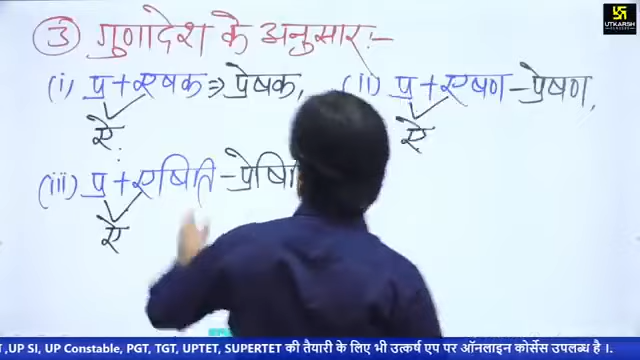 ③ गुणादेश के अनुसार:-
UTKARSH
(i) प्र + एषक ⇒ प्रेषक, (ii) प्र + एषण - प्रेषण,
ऐ ऐ
(iii) प्र + एषिति - प्रेषि
ऐ
,UP SI, UP Constable, PGT, TGT, UPTET, SUPERTET की तैयारी के लिए भी उत्कर्ष एप पर ऑनलाइन कोर्सेस उपलब्ध है ।.